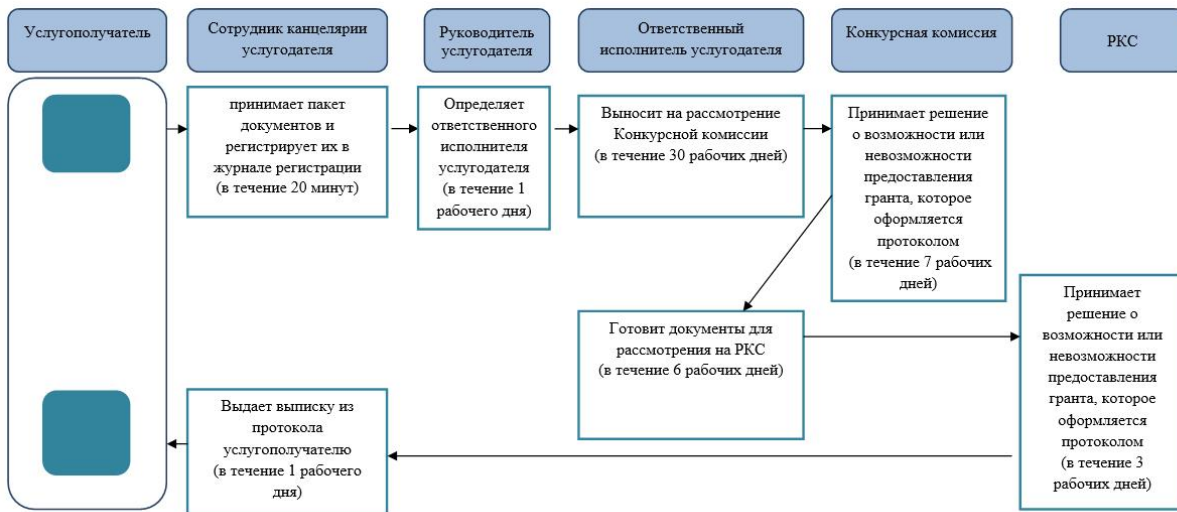 Услугополучатель
Сотрудник канцелярии
услугодателя
Руководитель
услугодателя
Ответственный
исполнитель услугодателя
Конкурсная комиссия
РКС
принимает пакет
документов и
регистрирует их в
журнале регистрации
(в течение 20 минут)
Определяет
ответственного
исполнителя
услугодателя
(в течение 1
рабочего дня)
Выносит на рассмотрение
Конкурсной комиссии
(в течение 30 рабочих дней)
Принимает решение
о возможности или
невозможности
предоставления
гранта, которое
оформляется
протоколом
(в течение 7 рабочих
дней)
Готовит документы для
рассмотрения на РКС
(в течение 6 рабочих дней)
Принимает
решение о
возможности или
невозможности
предоставления
гранта, которое
оформляется
протоколом
(в течение 3
рабочих дней)
Выдает выписку из
протокола
услугополучателю
(в течение 1 рабочего
дня)